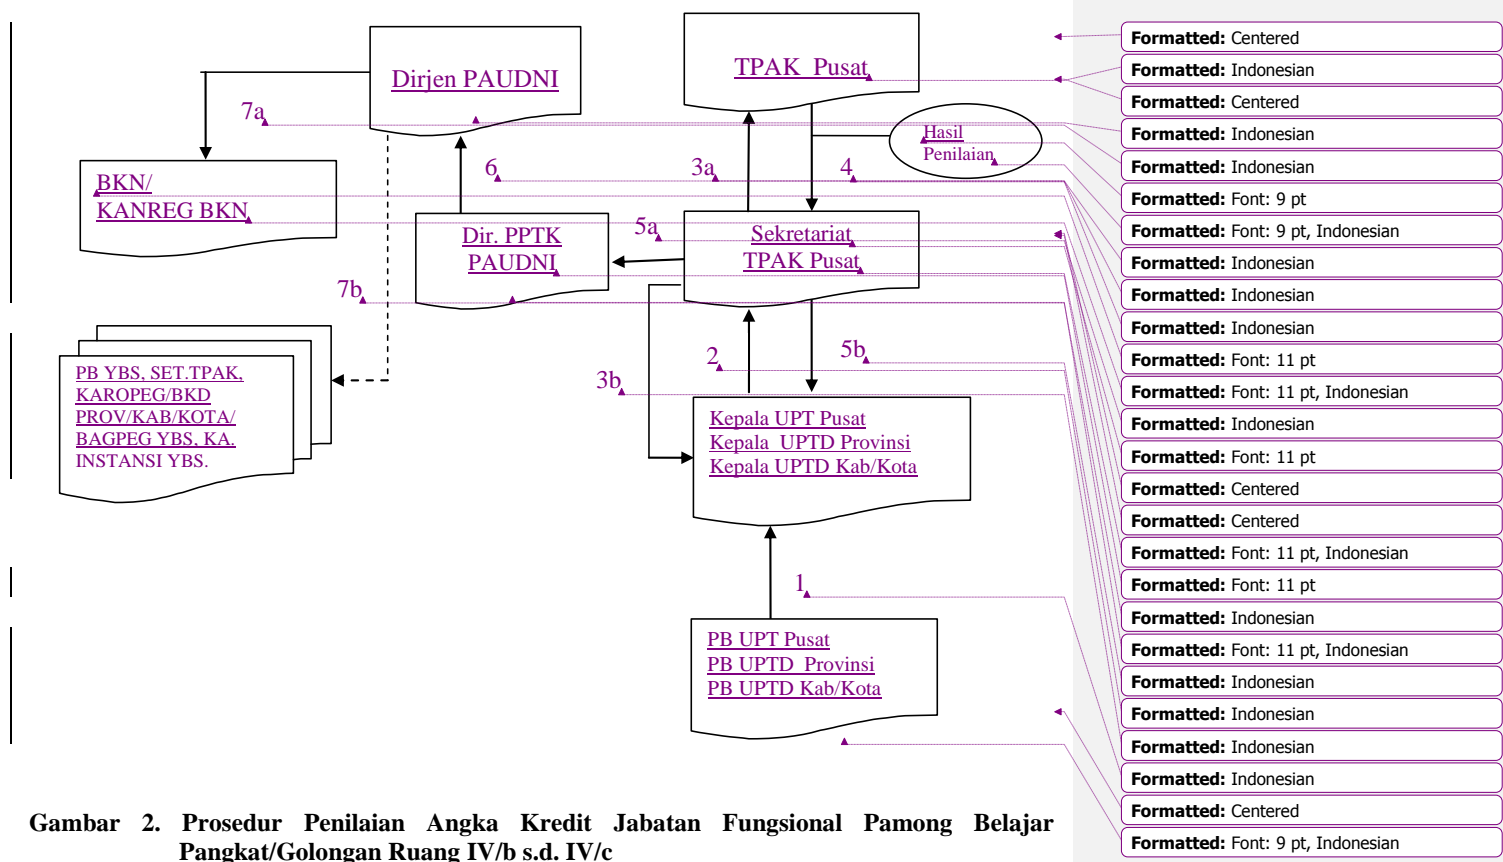 Dirjen PAUDNI
TPAK  Pusat
7a
Hasil
Penilaian
BKN/
KANREG BKN
6
3a
4
Dir. PPTK
PAUDNI
5a
Sekretariat
TPAK Pusat
7b
2
5b
3b
PB YBS, SET.TPAK,
KAROPEG/BKD
PROV/KAB/KOTA/
BAGPEG YBS, KA.
INSTANSI YBS.
Kepala UPT Pusat
Kepala  UPTD Provinsi
Kepala UPTD Kab/Kota
1
PB UPT Pusat
PB UPTD  Provinsi
PB UPTD Kab/Kota
Gambar 2. Prosedur Penilaian Angka Kredit Jabatan Fungsional Pamong Belajar
Pangkat/Golongan Ruang IV/b s.d. IV/c
Formatted: Centered
Formatted: Indonesian
Formatted: Centered
Formatted: Indonesian
Formatted: Indonesian
Formatted: Font: 9 pt
Formatted: Font: 9 pt, Indonesian
Formatted: Indonesian
Formatted: Indonesian
Formatted: Indonesian
Formatted: Font: 11 pt
Formatted: Font: 11 pt, Indonesian
Formatted: Indonesian
Formatted: Font: 11 pt
Formatted: Centered
Formatted: Centered
Formatted: Font: 11 pt, Indonesian
Formatted: Font: 11 pt
Formatted: Indonesian
Formatted: Font: 11 pt, Indonesian
Formatted: Indonesian
Formatted: Indonesian
Formatted: Indonesian
Formatted: Indonesian
Formatted: Centered
Formatted: Font: 9 pt, Indonesian